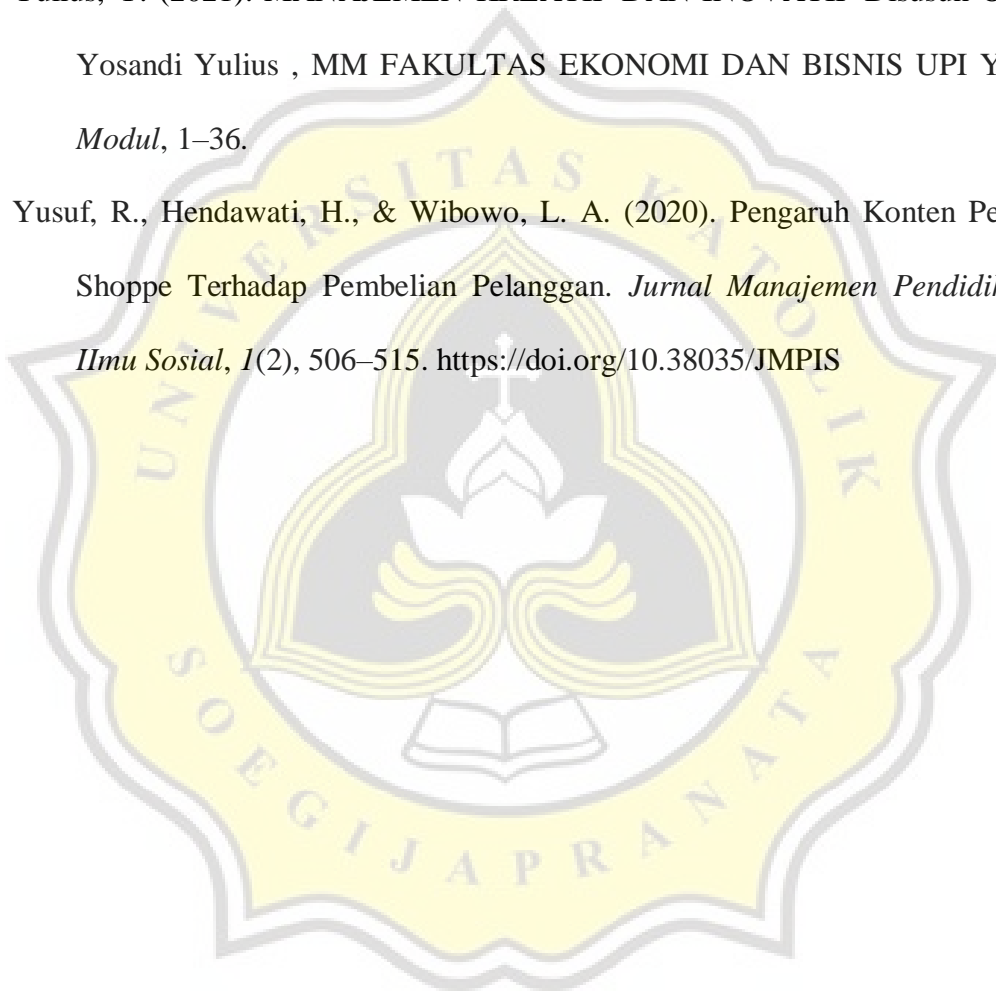 Yosandi Yulius , MM FAKULTAS EKONOMI DAN BISNIS UPI
Modul, 1–36.
Yusuf, R., Hendawati, H., & Wibowo, L. A. (2020). Pengaruh Konten
Shoppe Terhadap Pembelian Pelanggan. Jurnal Manajemen
IImu Sosial, 1(2), 506–515. https://doi.org/10.38035/JMPIS
UNIVERSITAS KATOLIK
SOEGIJAPRANATA